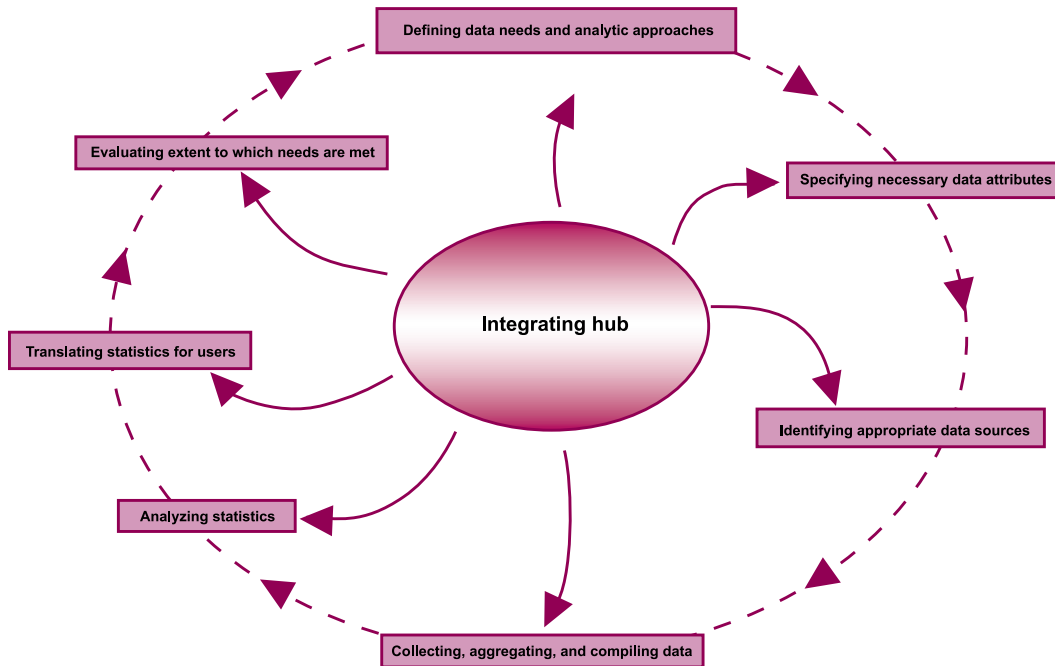 Defining data needs and analytic approaches
Evaluating extent to which needs are met
Specifying necessary data attributes
Integrating hub
Translating statistics for users
Identifying appropriate data sources
Analyzing statistics
Collecting, aggregating, and compiling data